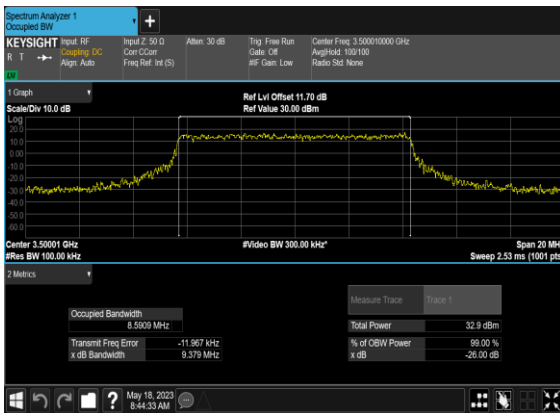 Spectrum Analyzer 1
Occupied BW
KEYSIGHT
R T
LV
Input: RF
Coupling: DC
Align: Auto
Input Z: 50 Ω
Corr CCorr
Freq Ref: Int (S)
Atten: 30 dB
Trig: Free Run
Gate: Off
#IF Gain: Low
Center Freq: 3.500010000 GHz
Avg|Hold: 100/100
Radio Std: None
1 Graph
Scale/Div 10.0 dB
Ref Lvl Offset 11.70 dB
Ref Value 30.00 dBm
Log
20.0
10.0
0.00
-10.0
-20.0
-30.0
-40.0
-50.0
-60.0
Center 3.50001 GHz
#Res BW 100.00 kHz
#Video BW 300.00 kHz*
Span 20 MH
Sweep 2.53 ms (1001 pts
2 Metrics
Measure Trace Trace 1
Occupied Bandwidth
8.5909 MHz
Total Power 32.9 dBm
Transmit Freq Error -11.967 kHz
% of OBW Power 99.00 %
x dB Bandwidth 9.379 MHz
x dB -26.00 dB
?
May 18, 2023
8:44:33 AM